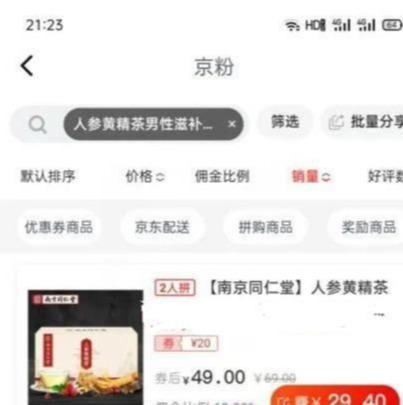 21:23
HD 4G 4G 64
京粉
人参黄精茶男性滋补... ×
筛选
批量分享
默认排序 价格 佣金比例 销量 好评数
优惠券商品 京东配送 拼购商品 奖励商品
2人拼 【南京同仁堂】人参黄精茶
南京同仁堂
券 ¥20
券后¥49.00 ¥69.00
赚¥ 29.40